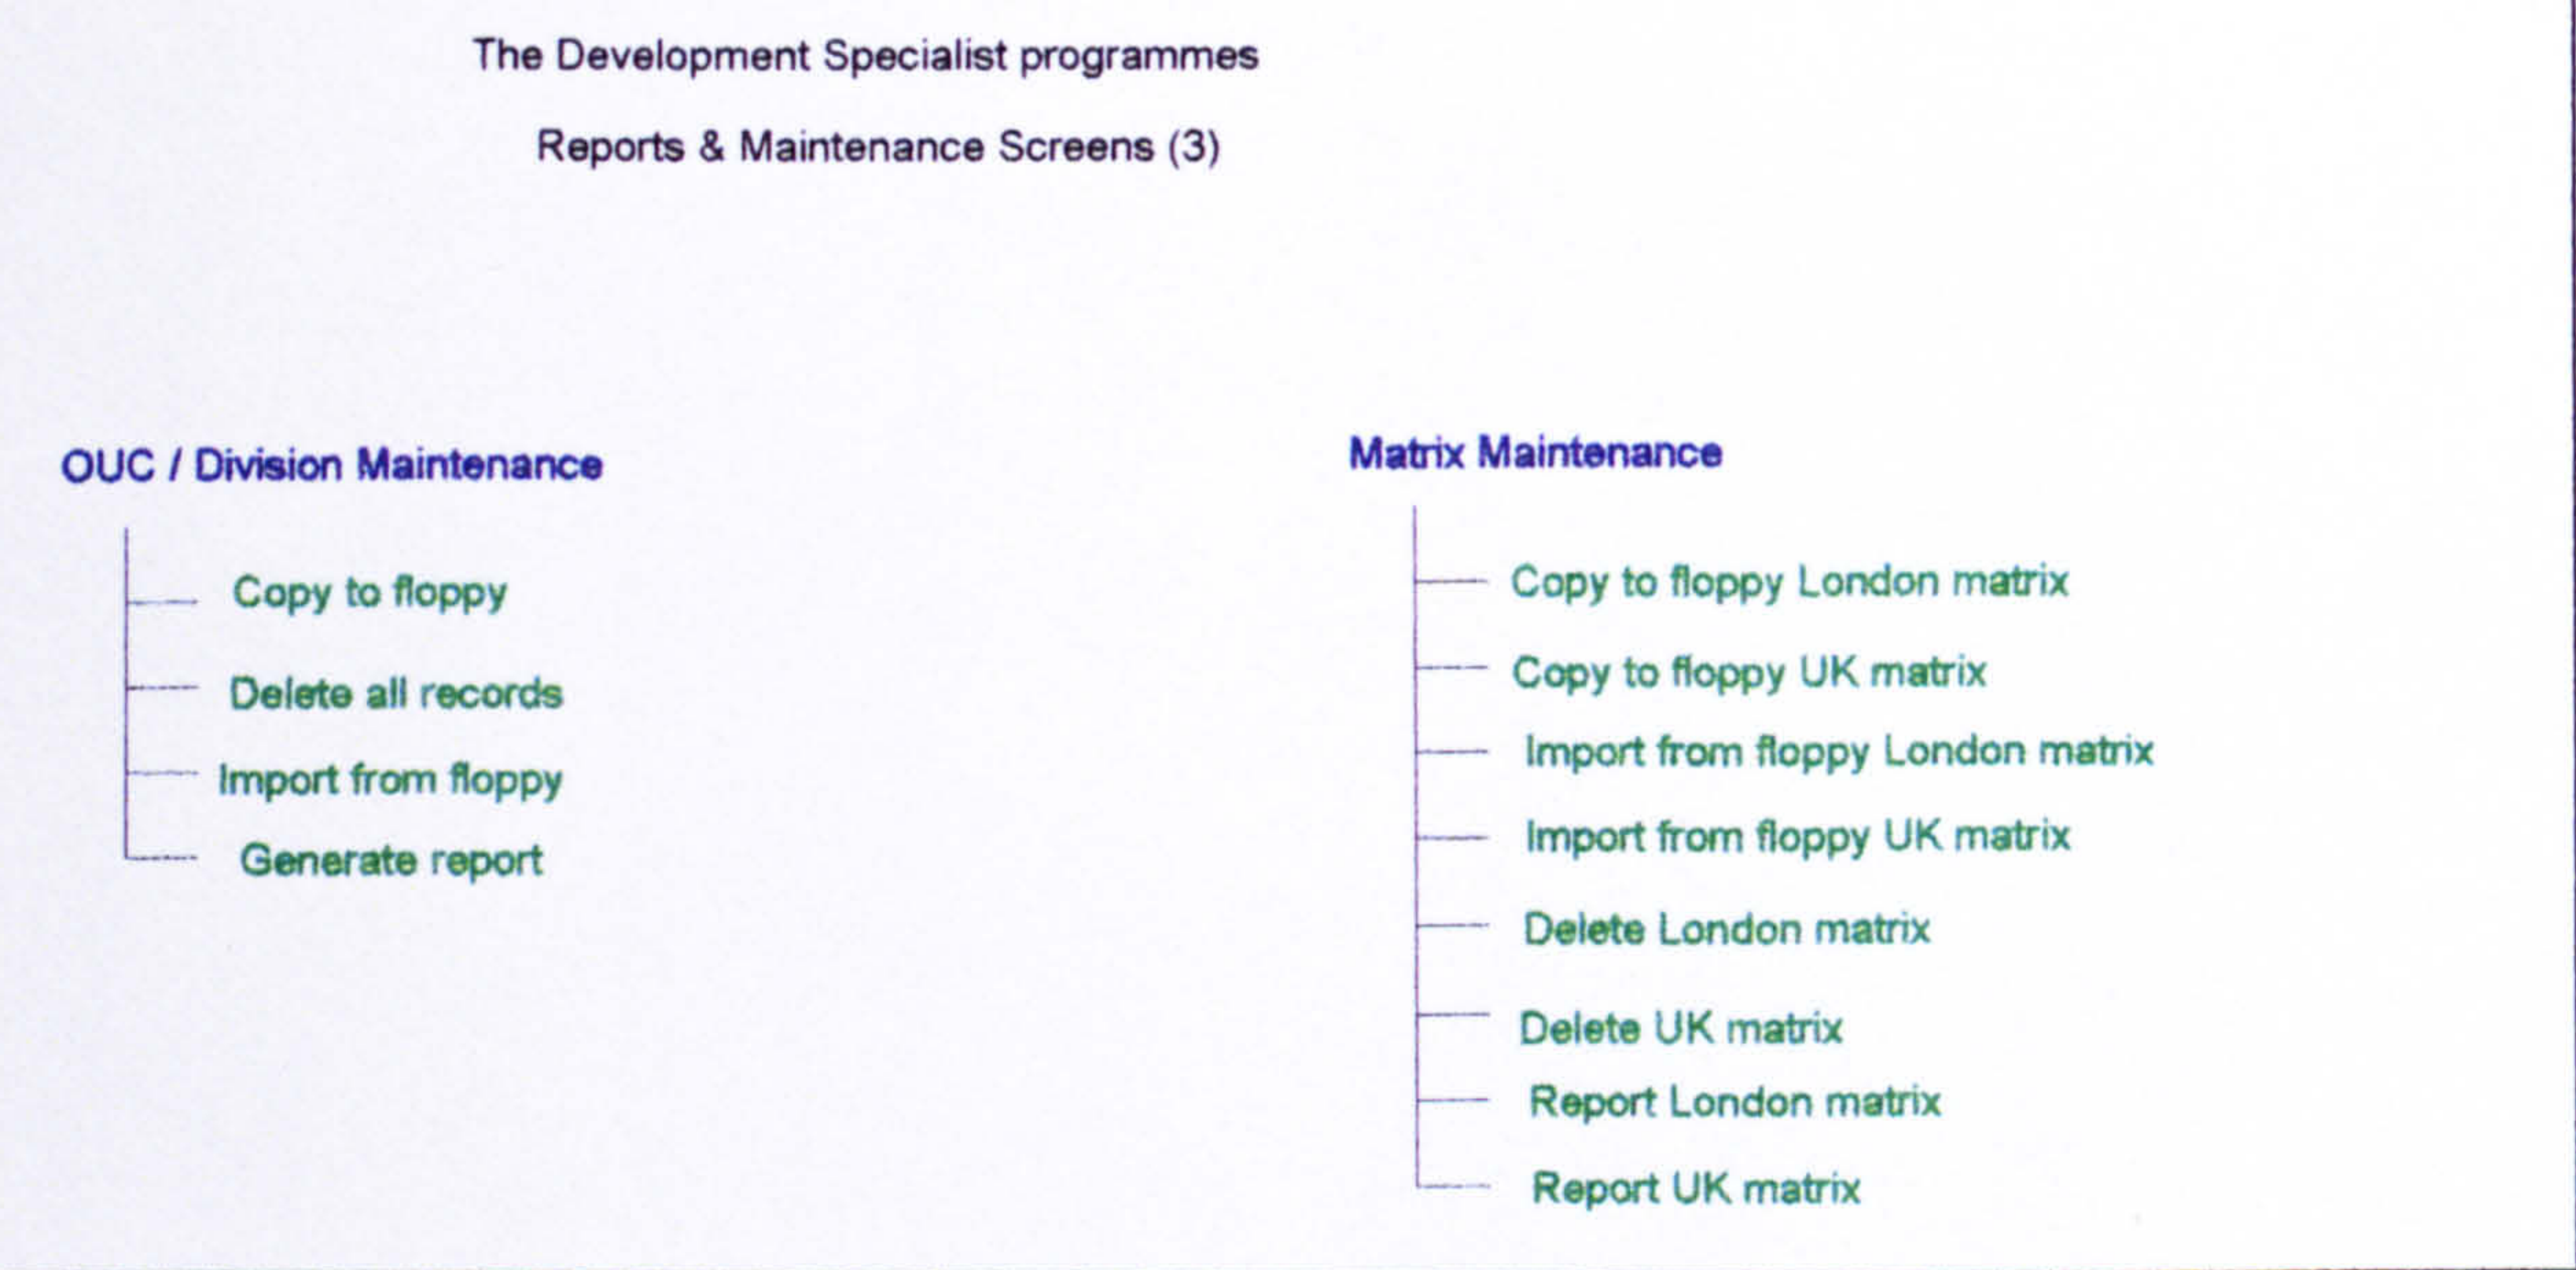 The Development Specialist programmes
Reports & Maintenance Screens (3)
OUC / Division Maintenance
Copy to floppy
Delete all records
Import from floppy
Generate report
Matrix Maintenance
Copy to floppy London matrix
Copy to floppy UK matrix
Import from floppy London matrix
Import from floppy UK matrix
Delete London matrix
Delete UK matrix
Report London matrix
Report UK matrix